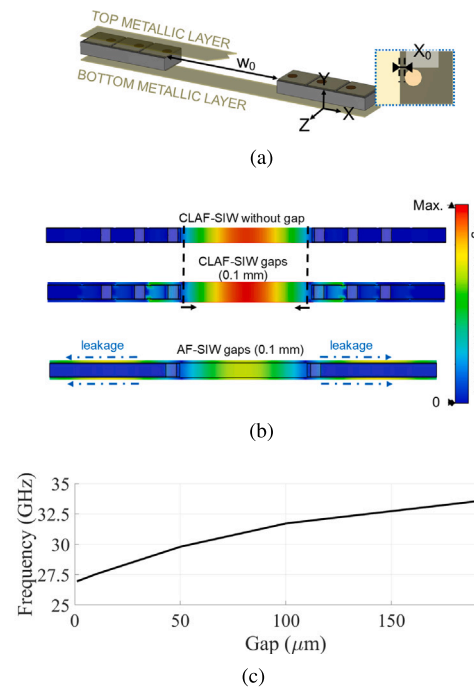 TOP METALLIC LAYER
X₀
W₀
BOTTOM METALLIC LAYER
Y
X
Z
(a)
Max.
CLAF-SIW without gap
CLAF-SIW gaps
(0.1 mm)
leakage
AF-SIW gaps (0.1 mm)
leakage
0
(b)
35
32.5
30
27.5
25
Frequency (GHz)
0
50
100
150
Gap (μm)
(c)